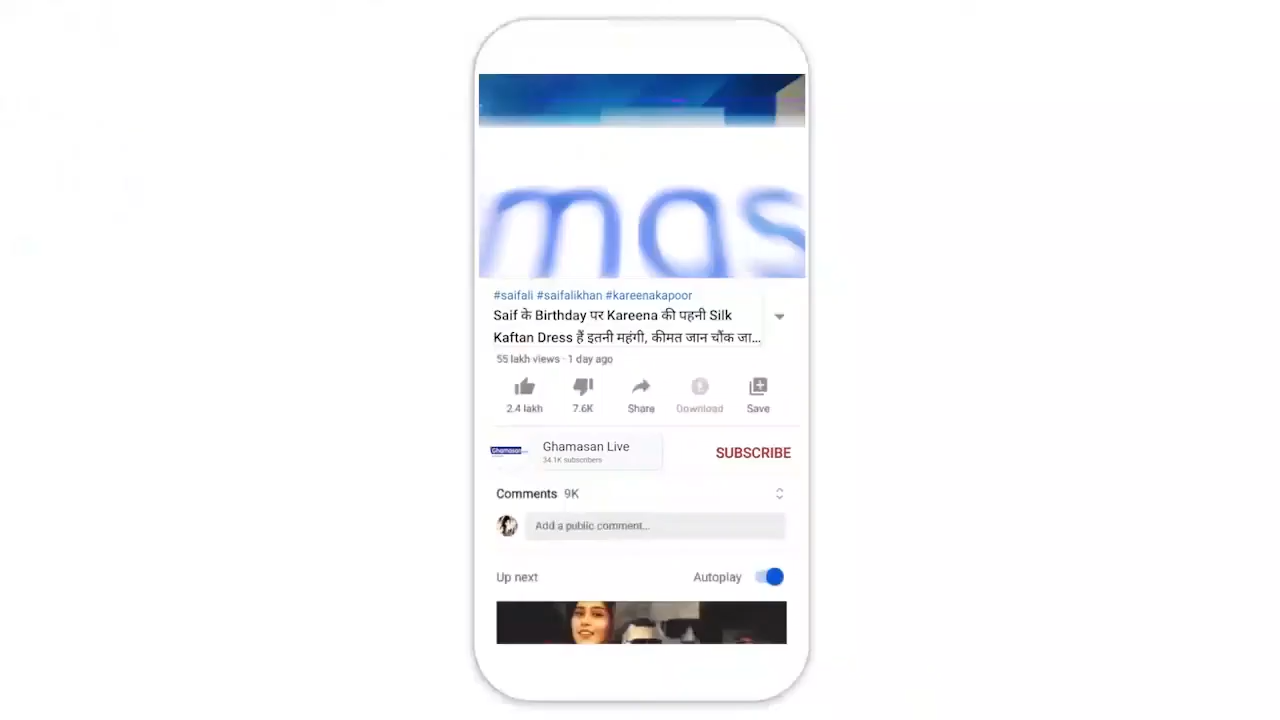 mas
#saifali #saifalikhan #kareenakapoor
Saif के Birthday पर Kareena की पहनी Silk
Kaftan Dress हैं इतनी महंगी, कीमत जान चौंक जा...
55 lakh views · 1 day ago
2.4 lakh 7.6K Share Download Save
Ghamasan
Ghamasan Live
34.1K subscribers
SUBSCRIBE
Comments 9K
Add a public comment...
Up next Autoplay